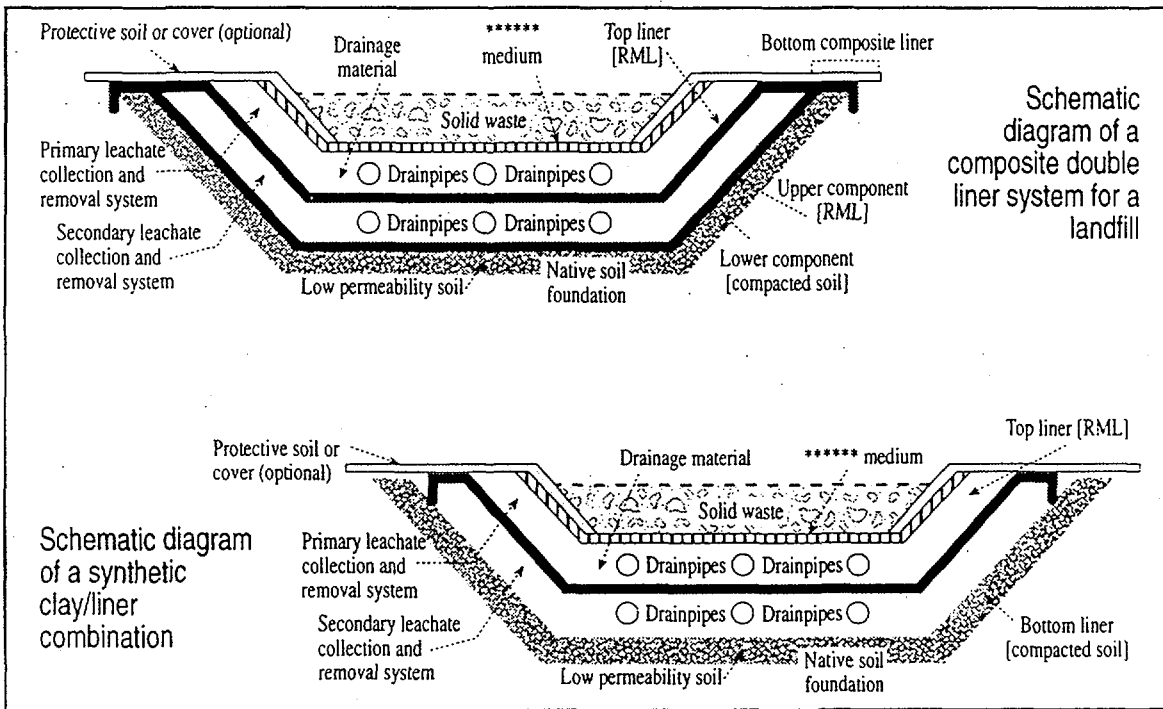 Protective soil or cover (optional)
Drainage
material
******
medium
Top liner
[RML]
Bottom composite liner
Solid waste
Schematic
diagram of a
composite double
liner system for a
landfill
Primary leachate
collection and
removal system
Drainpipes Drainpipes
Upper component
[RML]
Secondary leachate
collection and
removal system
Drainpipes Drainpipes
Lower component
[compacted soil]
Low permeability soil
Native soil
foundation
Top liner [RML]
Protective soil or
cover (optional)
Drainage material
****** medium
Solid waste
Schematic diagram
of a synthetic
clay/liner
combination
Primary leachate
collection and
removal system
Drainpipes Drainpipes
Secondary leachate
collection and
removal system
Drainpipes Drainpipes
Bottom liner
[compacted soil]
Low permeability soil
Native soil
foundation